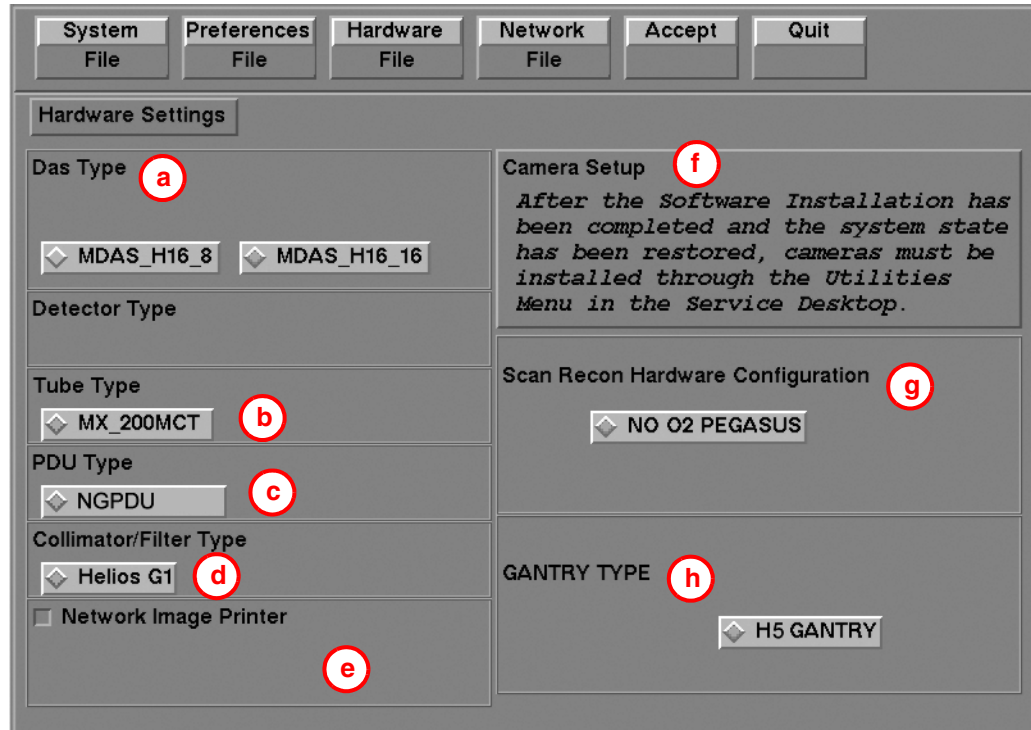 System Preferences Hardware Network Accept Quit
File File File File
Hardware Settings
Das Type a
MDAS_H16_8 MDAS_H16_16
Detector Type
Tube Type
MX_200MCT b
PDU Type
NGPDU c
Collimator/Filter Type
Helios G1 d
Network Image Printer
e
Camera Setup f
After the Software Installation has
been completed and the system state
has been restored, cameras must be
installed through the Utilities
Menu in the Service Desktop.
Scan Recon Hardware Configuration g
NO O2 PEGASUS
GANTRY TYPE h
H5 GANTRY